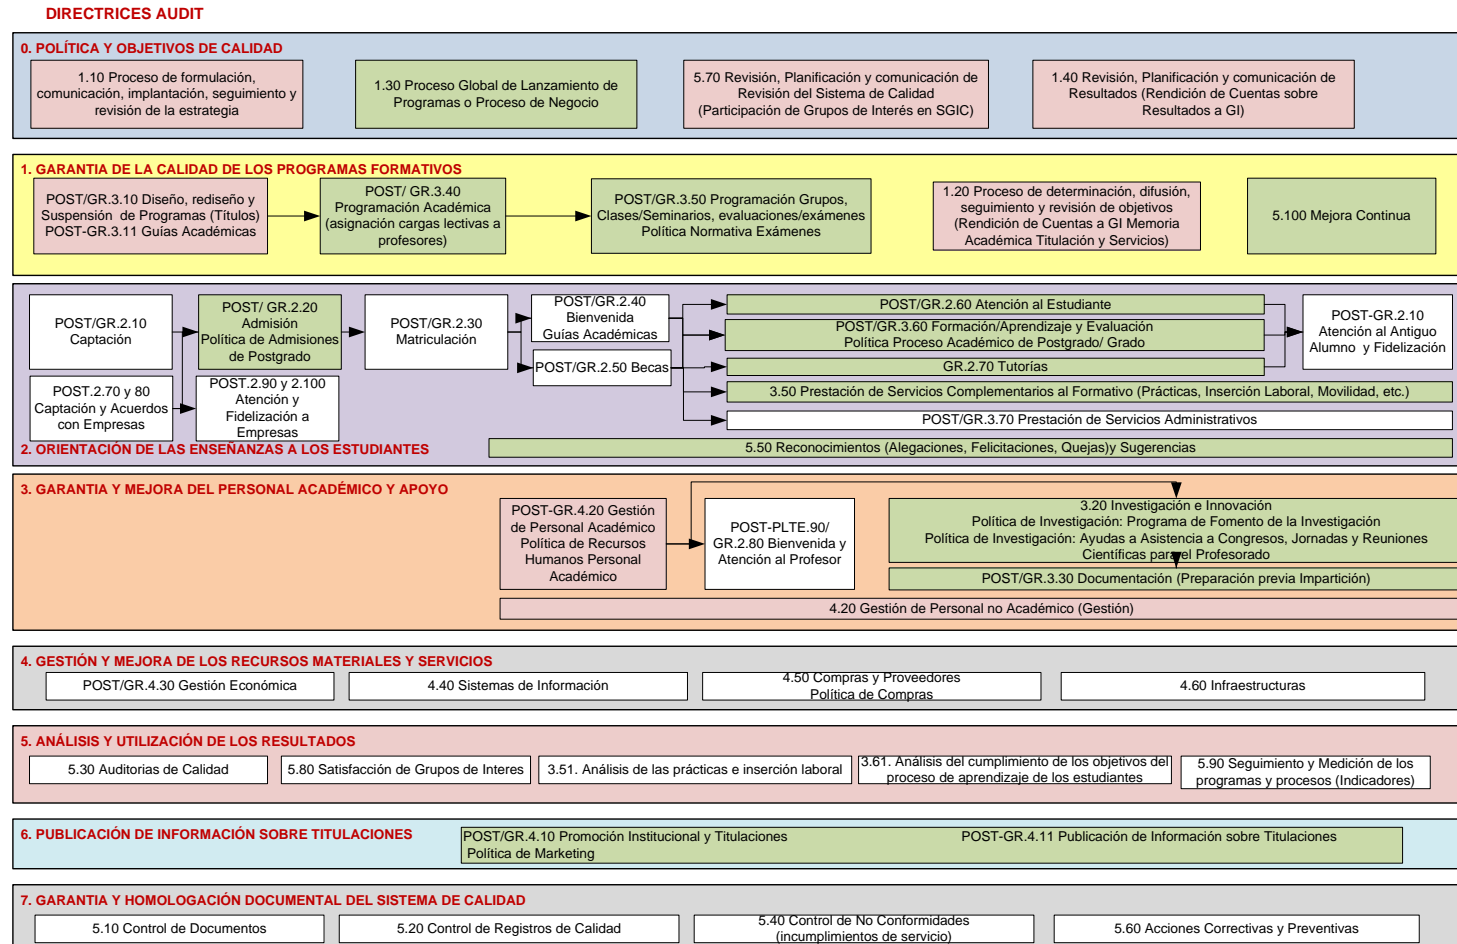 DIRECTRICES AUDIT
0. POLÍTICA Y OBJETIVOS DE CALIDAD
1.10 Proceso de formulación,
comunicación, implantación, seguimiento y
revisión de la estrategia
1.30 Proceso Global de Lanzamiento de
Programas o Proceso de Negocio
5.70 Revisión, Planificación y comunicación de
Revisión del Sistema de Calidad
(Participación de Grupos de Interés en SGIC)
1.40 Revisión, Planificación y comunicación de
Resultados (Rendición de Cuentas sobre
Resultados a GI)
1. GARANTIA DE LA CALIDAD DE LOS PROGRAMAS FORMATIVOS
POST/GR.3.10 Diseño, rediseño y
Suspensión de Programas (Títulos)
POST-GR.3.11 Guías Académicas
POST/ GR.3.40
Programación Académica
(asignación cargas lectivas a
profesores)
POST/GR.3.50 Programación Grupos,
Clases/Seminarios, evaluaciones/exámenes
Política Normativa Exámenes
1.20 Proceso de determinación, difusión,
seguimiento y revisión de objetivos
(Rendición de Cuentas a GI Memoria
Académica Titulación y Servicios)
5.100 Mejora Continua
POST/GR.2.10
Captación
POST/ GR.2.20
Admisión
Política de Admisiones
de Postgrado
POST/GR.2.30
Matriculación
POST/GR.2.40
Bienvenida
Guías Académicas
POST/GR.2.50 Becas
POST/GR.2.60 Atención al Estudiante
POST/GR.3.60 Formación/Aprendizaje y Evaluación
Política Proceso Académico de Postgrado/ Grado
GR.2.70 Tutorías
3.50 Prestación de Servicios Complementarios al Formativo (Prácticas, Inserción Laboral, Movilidad, etc.)
POST/GR.3.70 Prestación de Servicios Administrativos
POST-GR.2.10
Atención al Antiguo
Alumno y Fidelización
POST.2.70 y 80
Captación y Acuerdos
con Empresas
POST.2.90 y 2.100
Atención y
Fidelización a
Empresas
2. ORIENTACIÓN DE LAS ENSEÑANZAS A LOS ESTUDIANTES
5.50 Reconocimientos (Alegaciones, Felicitaciones, Quejas)y Sugerencias
3. GARANTIA Y MEJORA DEL PERSONAL ACADÉMICO Y APOYO
POST-GR.4.20 Gestión
de Personal Académico
Política de Recursos
Humanos Personal
Académico
POST-PLTE.90/
GR.2.80 Bienvenida y
Atención al Profesor
3.20 Investigación e Innovación
Política de Investigación: Programa de Fomento de la Investigación
Política de Investigación: Ayudas a Asistencia a Congresos, Jornadas y Reuniones
Científicas para el Profesorado
POST/GR.3.30 Documentación (Preparación previa Impartición)
4.20 Gestión de Personal no Académico (Gestión)
4. GESTIÓN Y MEJORA DE LOS RECURSOS MATERIALES Y SERVICIOS
POST/GR.4.30 Gestión Económica
4.40 Sistemas de Información
4.50 Compras y Proveedores
Política de Compras
4.60 Infraestructuras
5. ANÁLISIS Y UTILIZACIÓN DE LOS RESULTADOS
5.30 Auditorias de Calidad
5.80 Satisfacción de Grupos de Interes
3.51. Análisis de las prácticas e inserción laboral
3.61. Análisis del cumplimiento de los objetivos del
proceso de aprendizaje de los estudiantes
5.90 Seguimiento y Medición de los
programas y procesos (Indicadores)
6. PUBLICACIÓN DE INFORMACIÓN SOBRE TITULACIONES
POST/GR.4.10 Promoción Institucional y Titulaciones
Política de Marketing
POST-GR.4.11 Publicación de Información sobre Titulaciones
7. GARANTIA Y HOMOLOGACIÓN DOCUMENTAL DEL SISTEMA DE CALIDAD
5.10 Control de Documentos
5.20 Control de Registros de Calidad
5.40 Control de No Conformidades
(incumplimientos de servicio)
5.60 Acciones Correctivas y Preventivas